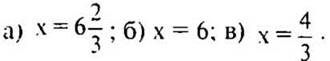 а) x = 6 2/3; б) x = 6; в) x = 4/3.